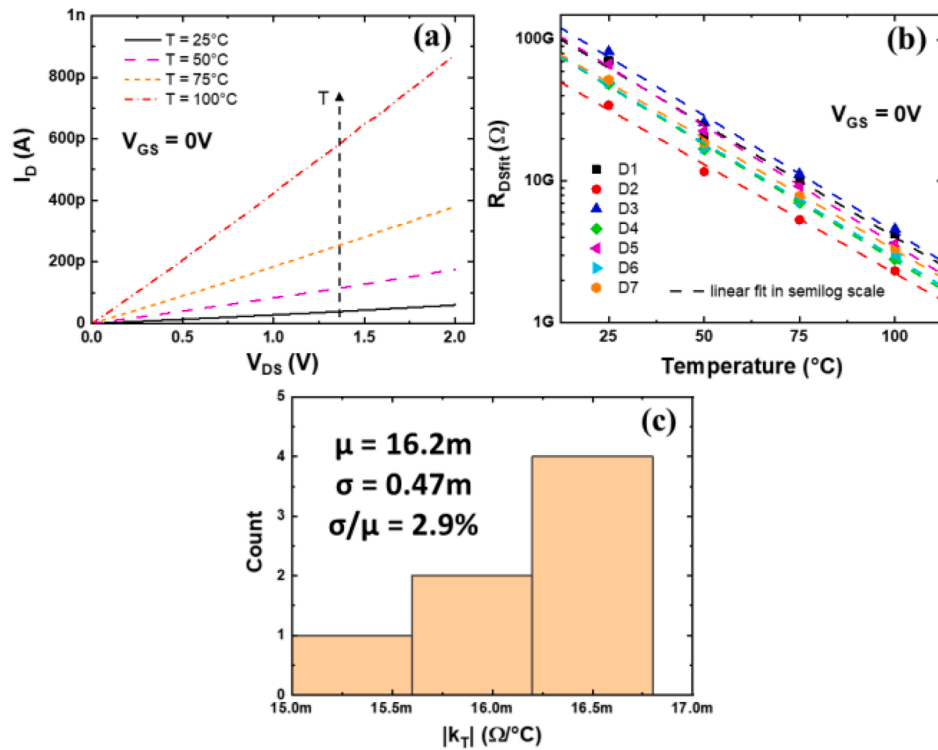 (a)
1n
800p
600p
400p
200p
0
I_D (A)
T = 25°C
T = 50°C
T = 75°C
T = 100°C
V_GS = 0V
T
0.0 0.5 1.0 1.5 2.0
V_DS (V)
(b)
100G
10G
1G
R_DSfit (Ω)
V_GS = 0V
D1
D2
D3
D4
D5
D6
D7
linear fit in semilog scale
25 50 75 100
Temperature (°C)
(c)
5
4
3
2
1
0
Count
μ = 16.2m
σ = 0.47m
σ/μ = 2.9%
15.0m 15.5m 16.0m 16.5m 17.0m
|k_T| (Ω/°C)